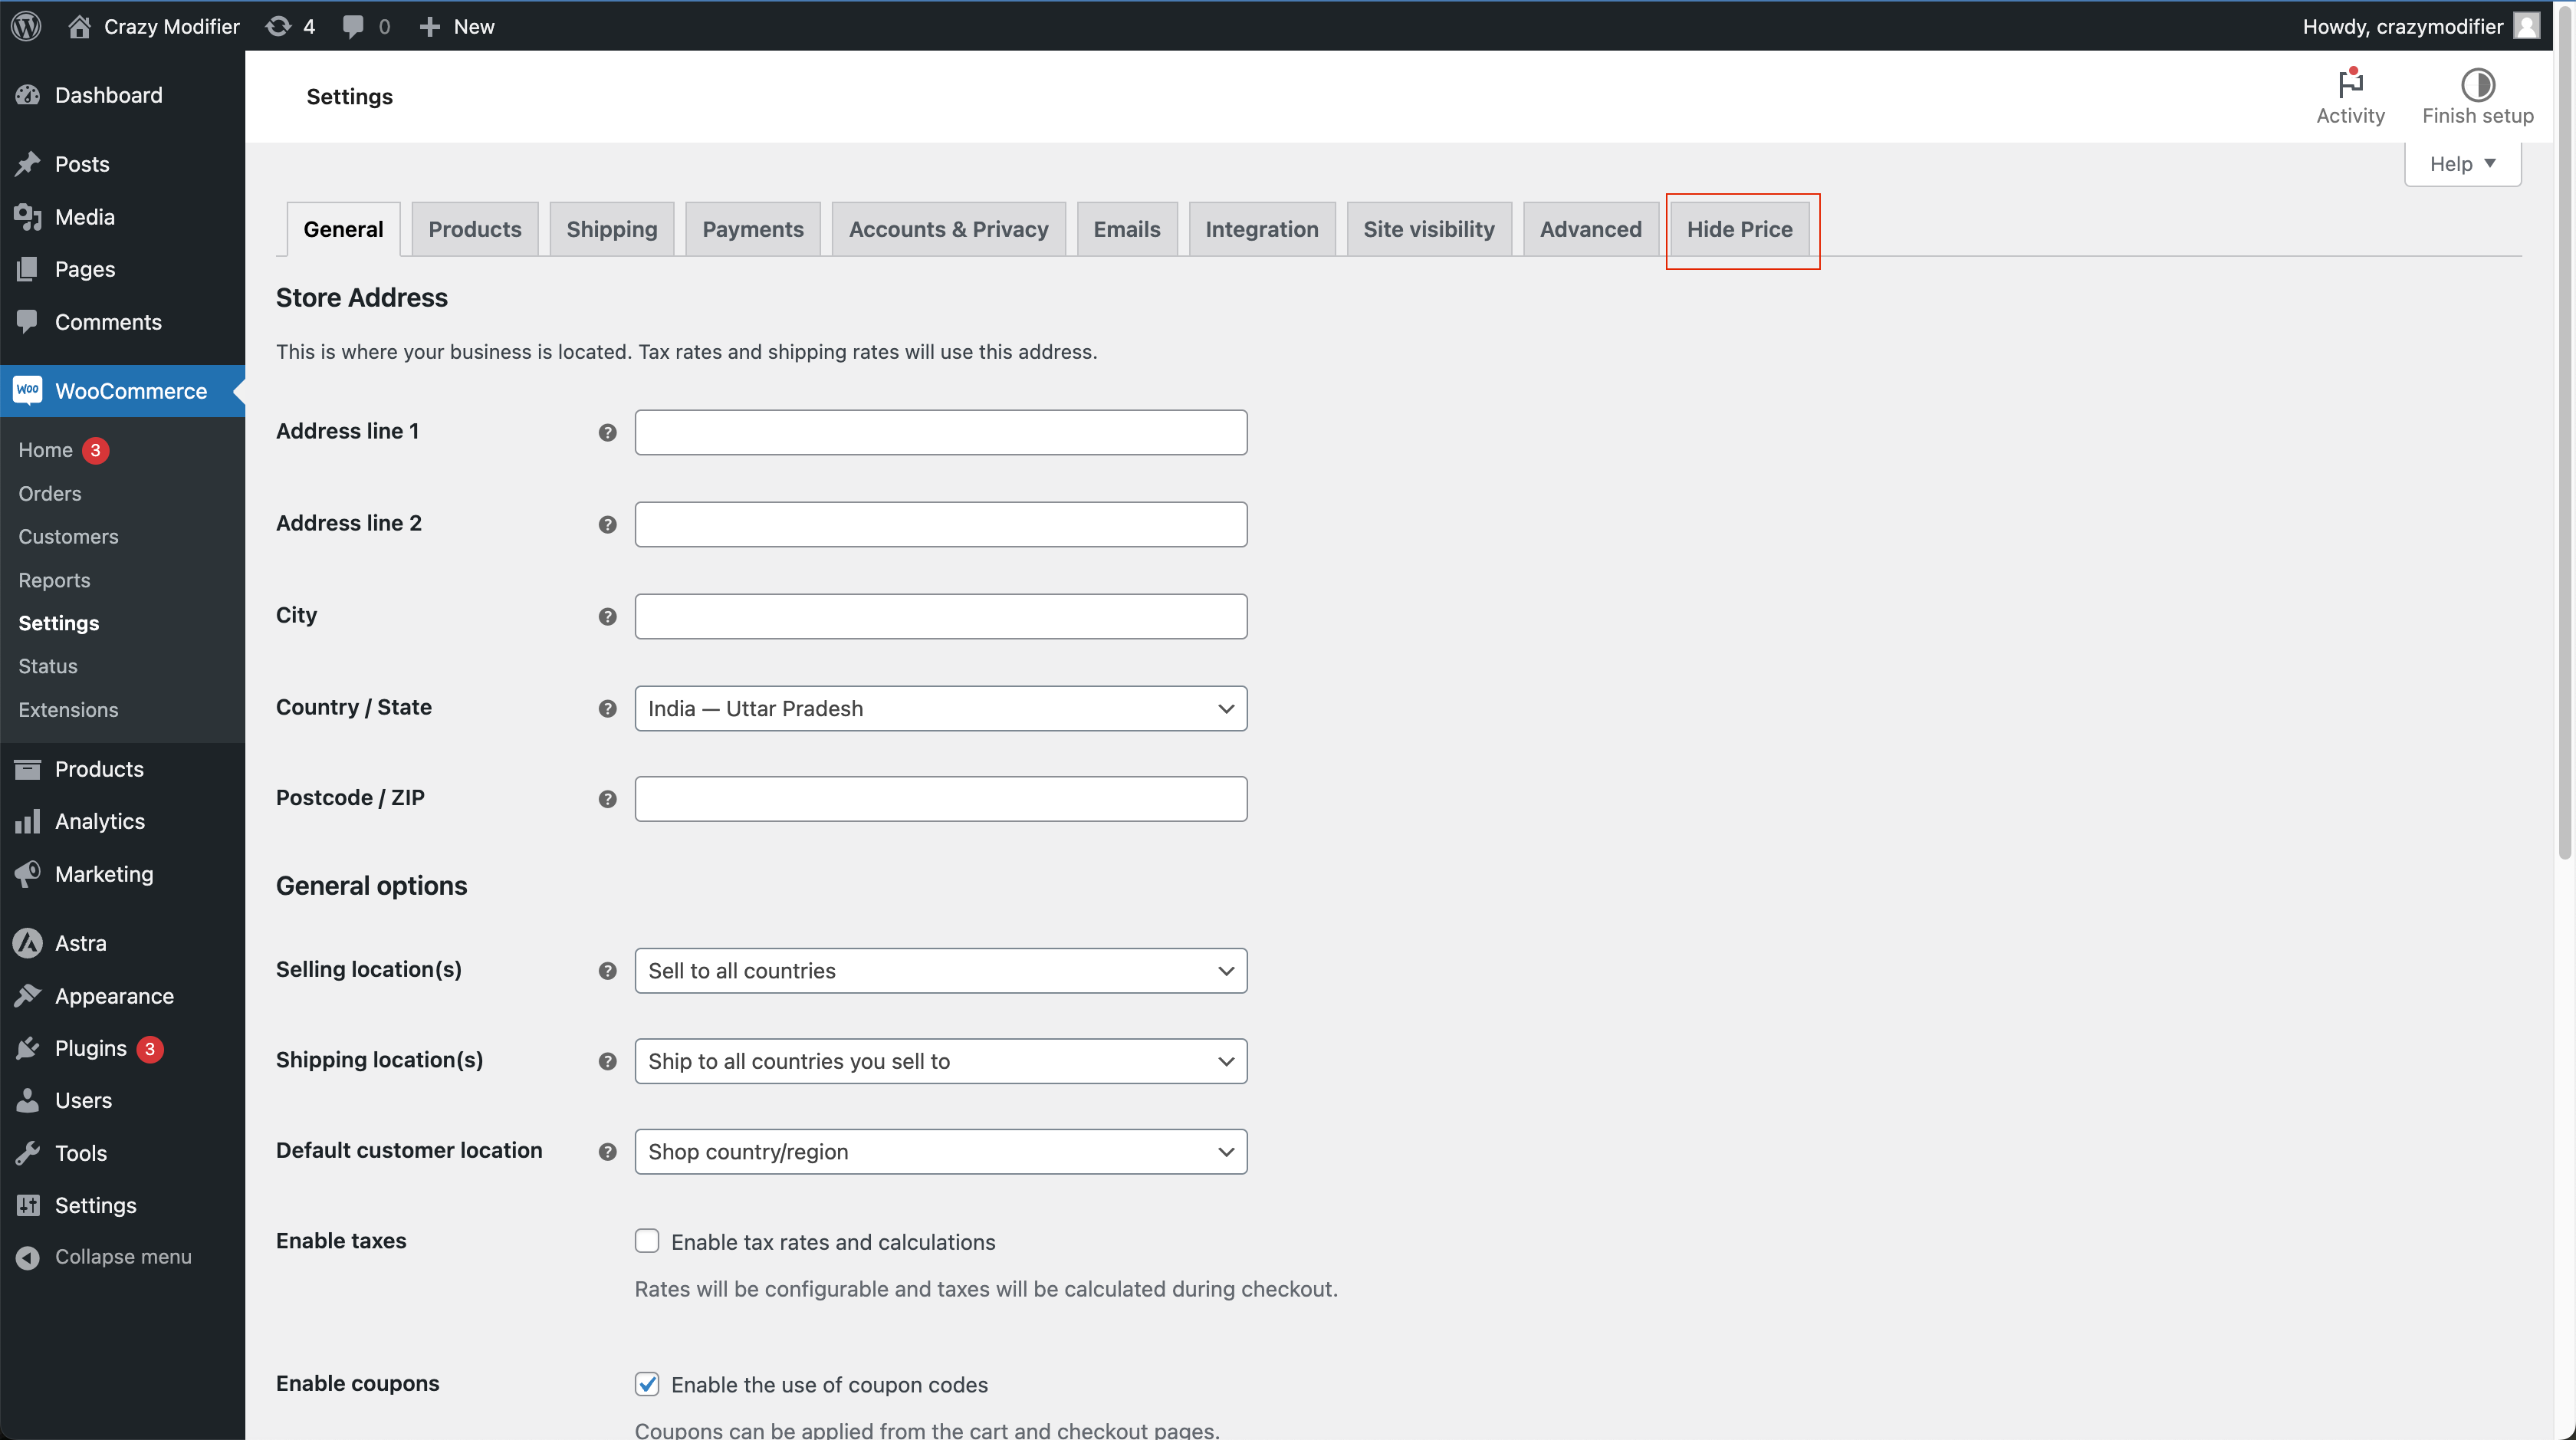 Crazy Modifier 4 0 New
Howdy, crazymodifier
Dashboard
Posts
Media
Pages
Comments
Woo WooCommerce
Home 3
Orders
Customers
Reports
Settings
Status
Extensions
Products
Analytics
Marketing
Astra
Appearance
Plugins 3
Users
Tools
Settings
Collapse menu
Settings
Activity
Finish setup
Help
General Products Shipping Payments Accounts & Privacy Emails Integration Site visibility Advanced Hide Price
Store Address
This is where your business is located. Tax rates and shipping rates will use this address.
Address line 1
Address line 2
City
Country / State India — Uttar Pradesh
Postcode / ZIP
General options
Selling location(s) Sell to all countries
Shipping location(s) Ship to all countries you sell to
Default customer location Shop country/region
Enable taxes Enable tax rates and calculations
Rates will be configurable and taxes will be calculated during checkout.
Enable coupons Enable the use of coupon codes
Coupons can be applied from the cart and checkout pages.